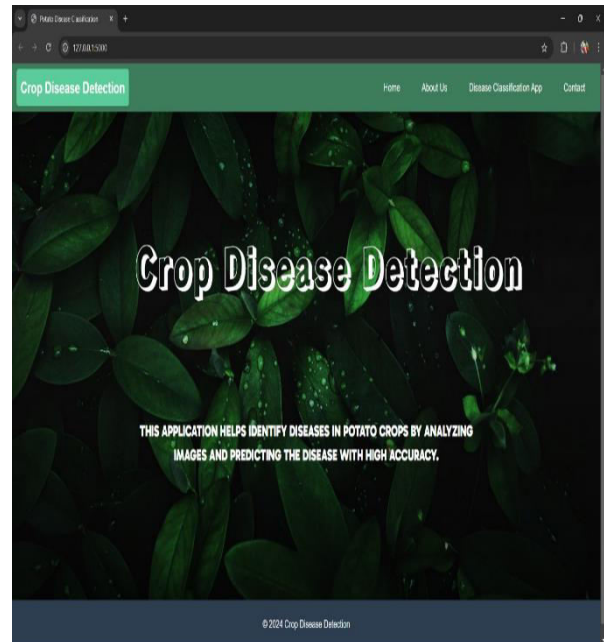 Potato Disease Classification
127.0.0.1:5000
Crop Disease Detection
Home About Us Disease Classification App Contact
Crop Disease Detection
THIS APPLICATION HELPS IDENTIFY DISEASES IN POTATO CROPS BY ANALYZING
IMAGES AND PREDICTING THE DISEASE WITH HIGH ACCURACY.
© 2024 Crop Disease Detection